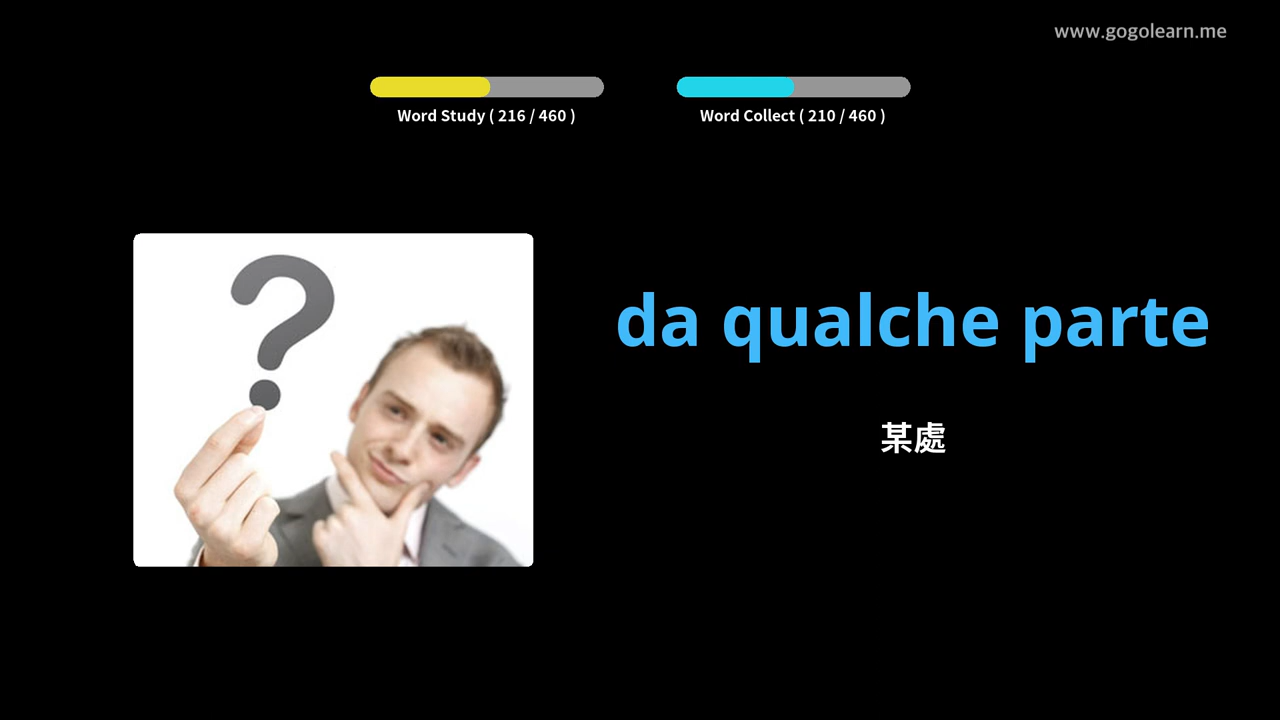 www.gogolearn.me
Word Study ( 216 / 460 )
Word Collect ( 210 / 460 )
da qualche parte
某處